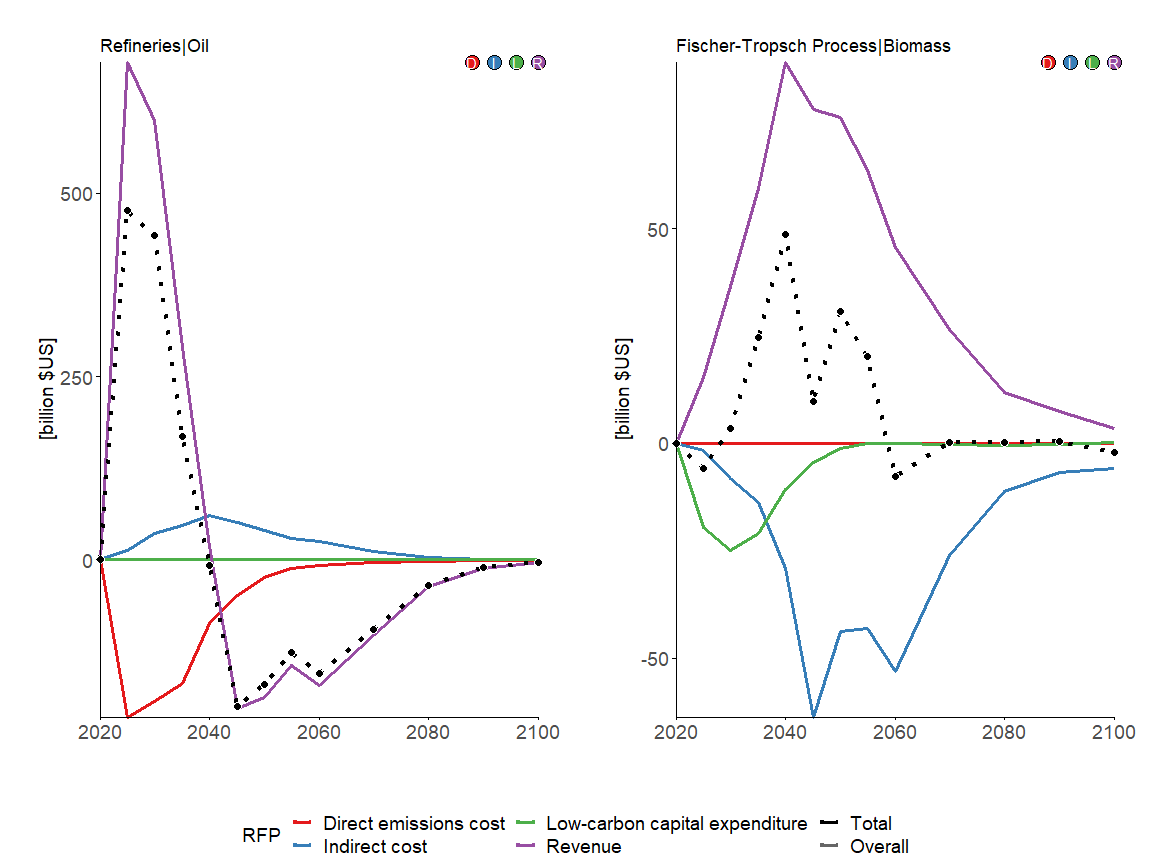 Refineries|Oil
D I L R
[billion $US]
500
250
0
2020 2040 2060 2080 2100
Fischer-Tropsch Process|Biomass
D I L R
[billion $US]
50
0
-50
2020 2040 2060 2080 2100
RFP
Direct emissions cost Low-carbon capital expenditure Total
Indirect cost Revenue Overall